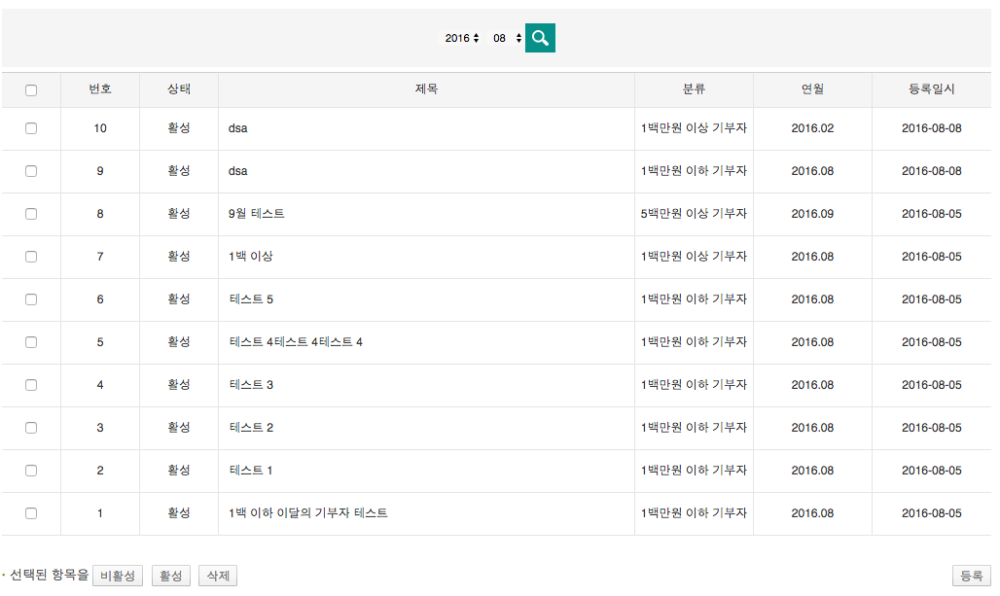 2016 08
번호 상태 제목 분류 연월 등록일시
10 활성 dsa 1백만원 이상 기부자 2016.02 2016-08-08
9 활성 dsa 1백만원 이하 기부자 2016.08 2016-08-08
8 활성 9월 테스트 5백만원 이상 기부자 2016.09 2016-08-05
7 활성 1백 이상 1백만원 이상 기부자 2016.08 2016-08-05
6 활성 테스트 5 1백만원 이하 기부자 2016.08 2016-08-05
5 활성 테스트 4테스트 4테스트 4 1백만원 이하 기부자 2016.08 2016-08-05
4 활성 테스트 3 1백만원 이하 기부자 2016.08 2016-08-05
3 활성 테스트 2 1백만원 이하 기부자 2016.08 2016-08-05
2 활성 테스트 1 1백만원 이하 기부자 2016.08 2016-08-05
1 활성 1백 이하 이달의 기부자 테스트 1백만원 이하 기부자 2016.08 2016-08-05
· 선택된 항목을 비활성 활성 삭제 등록